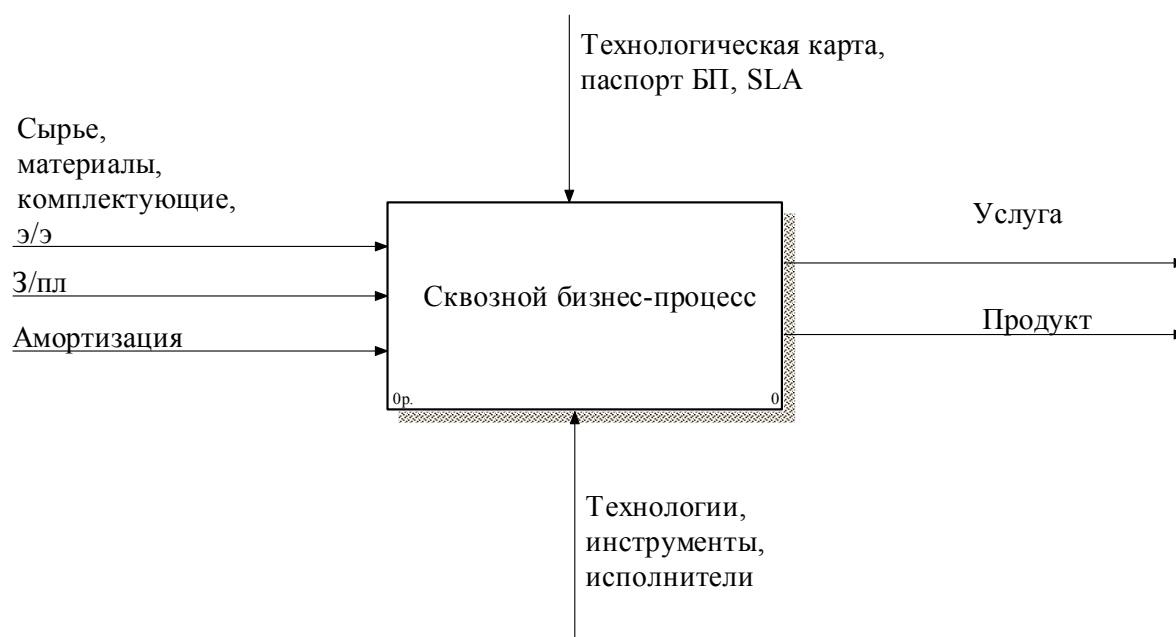 Технологическая карта,
паспорт БП, SLA
Сырье,
материалы,
комплектующие,
э/э
З/пл
Амортизация
Сквозной бизнес-процесс
0р.
0
Услуга
Продукт
Технологии,
инструменты,
исполнители